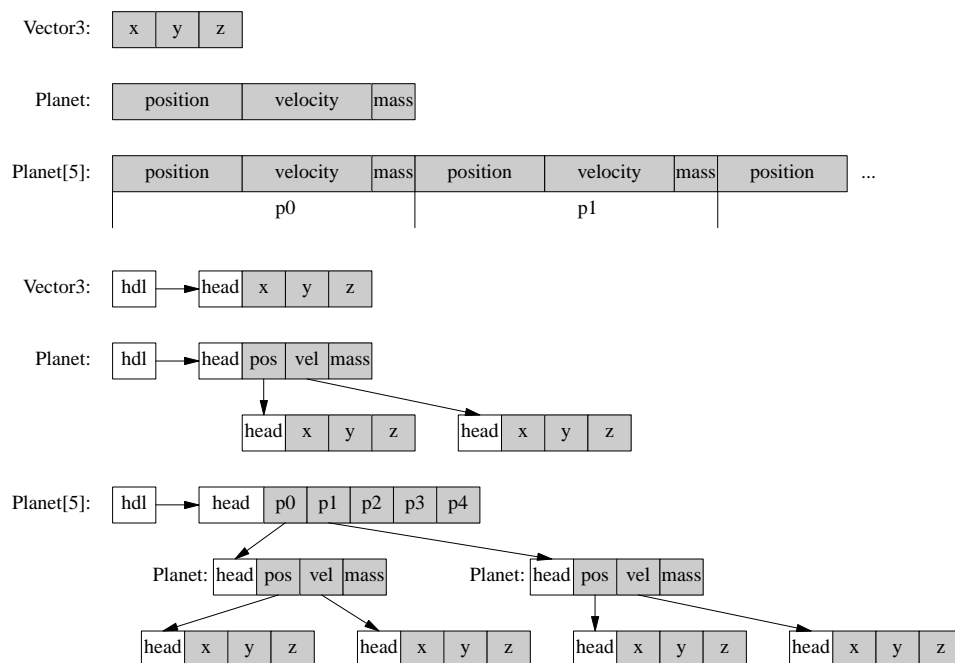 Vector3: x y z
Planet: position velocity mass
Planet[5]: position velocity mass position velocity mass position ...
p0 p1
Vector3: hdl head x y z
Planet: hdl head pos vel mass
head x y z head x y z
Planet[5]: hdl head p0 p1 p2 p3 p4
Planet: head pos vel mass Planet: head pos vel mass
head x y z head x y z head x y z head x y z